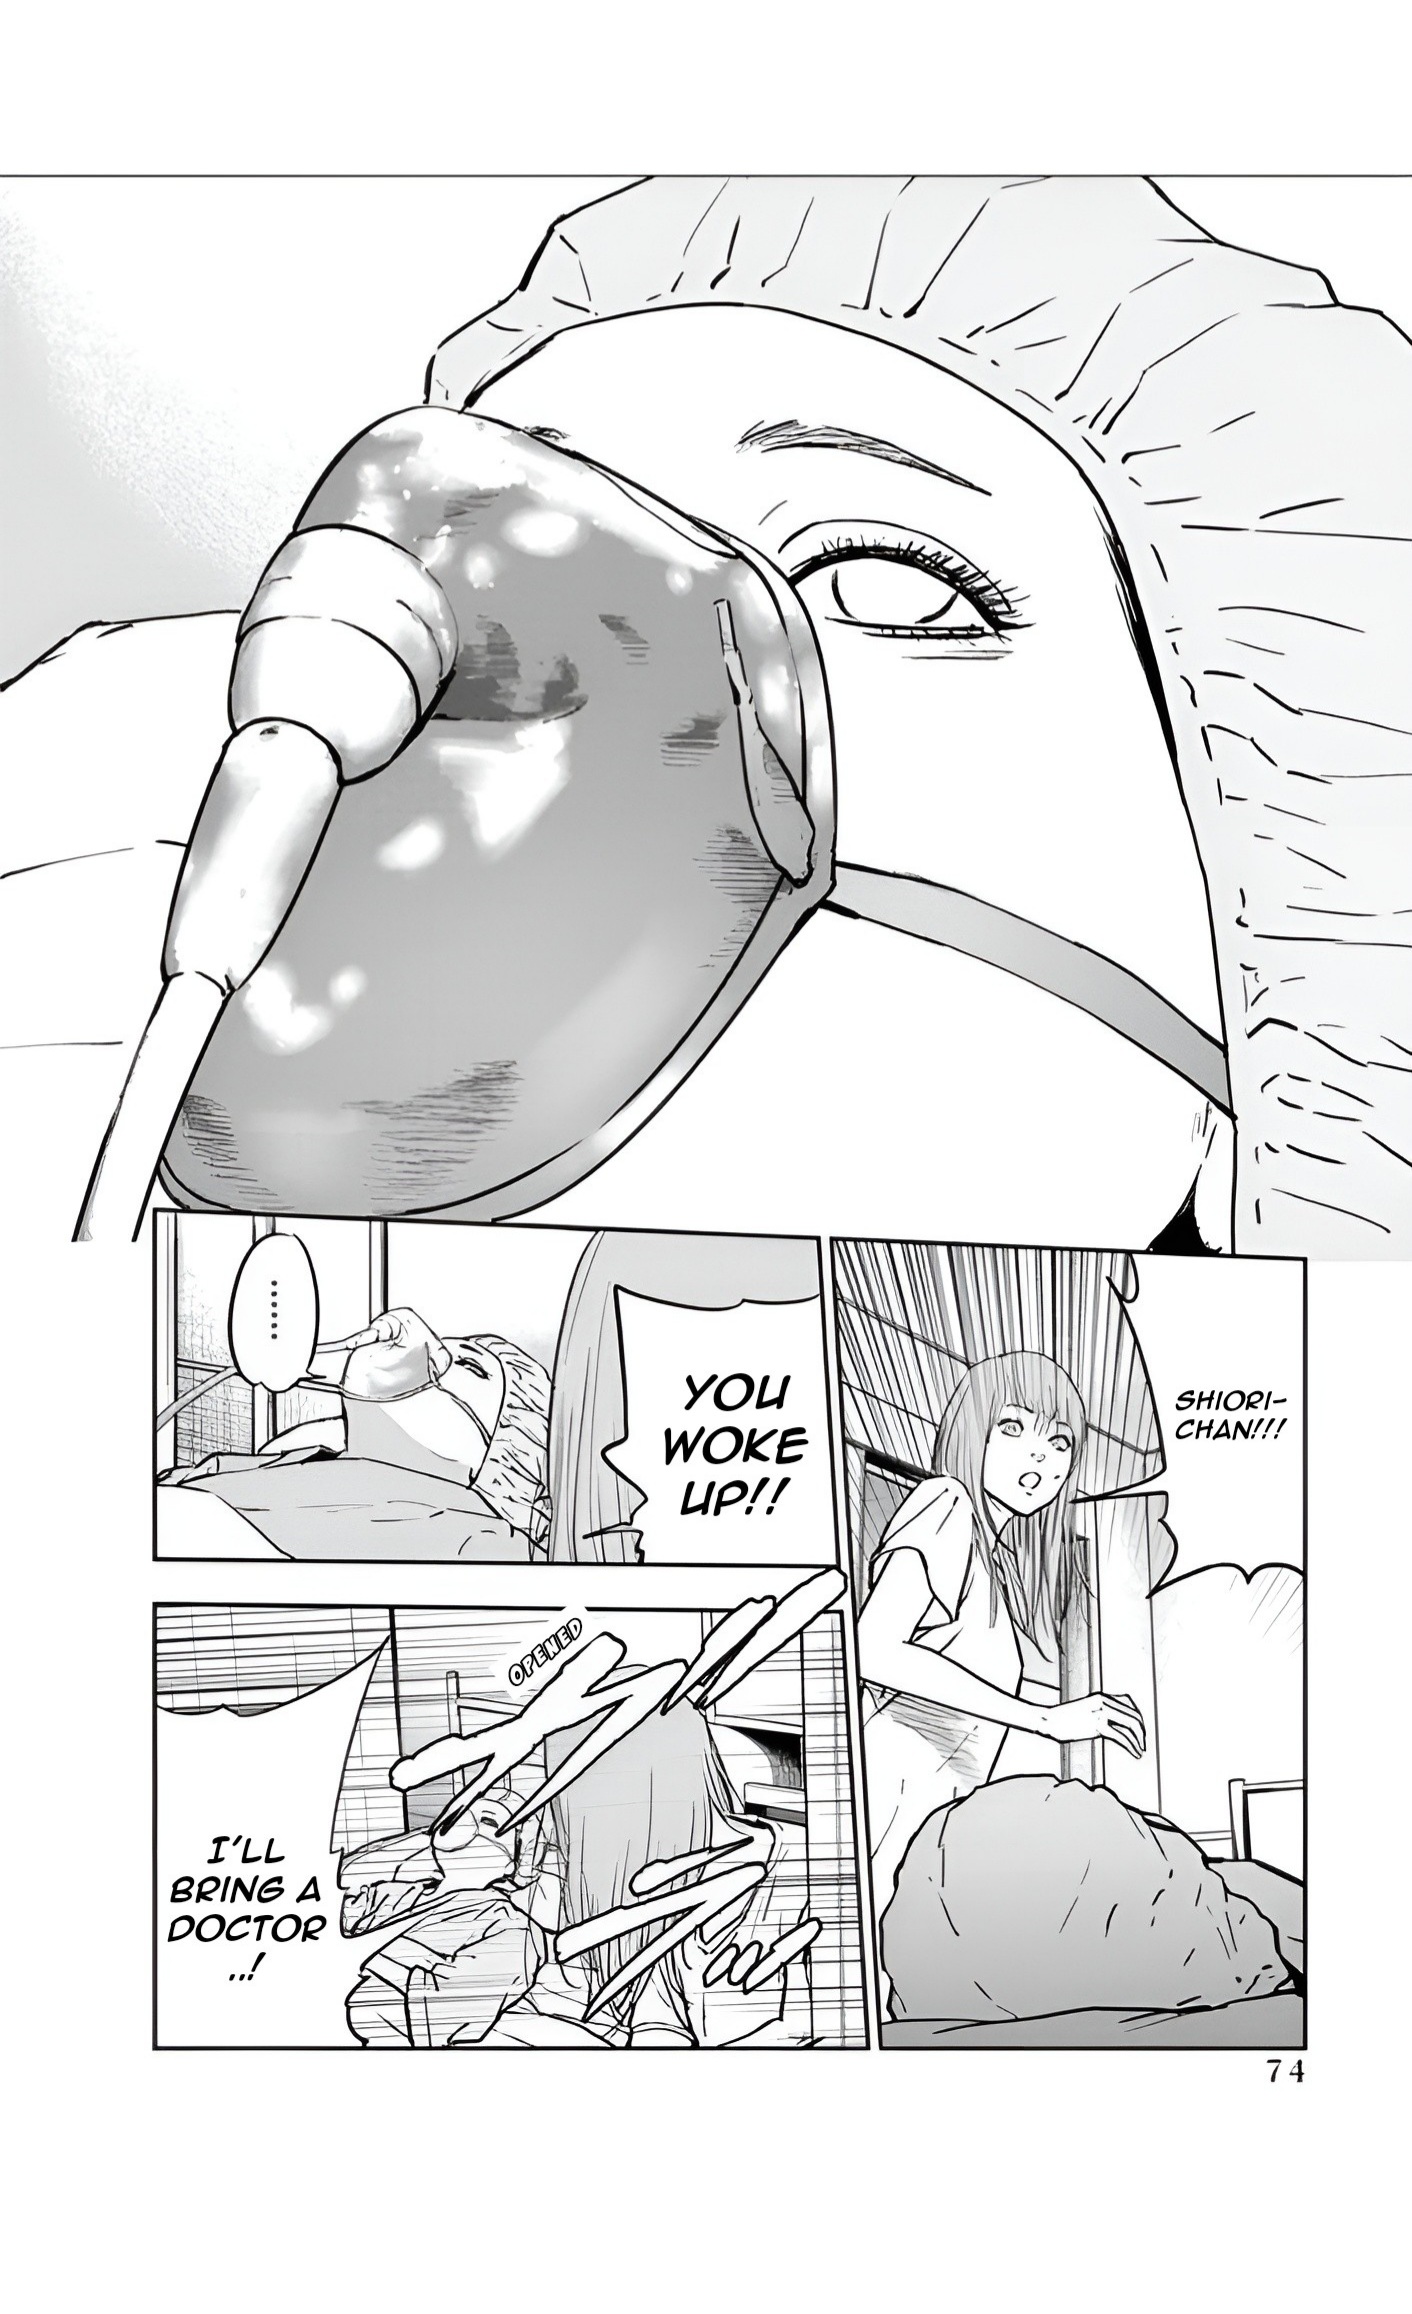 SHIORI-
CHAN!!!
YOU
WOKE
UP!!
.......
OPENED
I'LL
BRING A
DOCTOR
...!
74